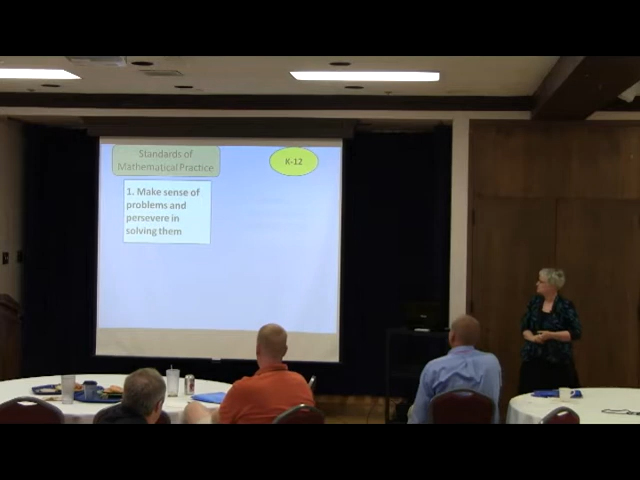 Standards of
Mathematical Practice
K-12
1. Make sense of
problems and
persevere in
solving them